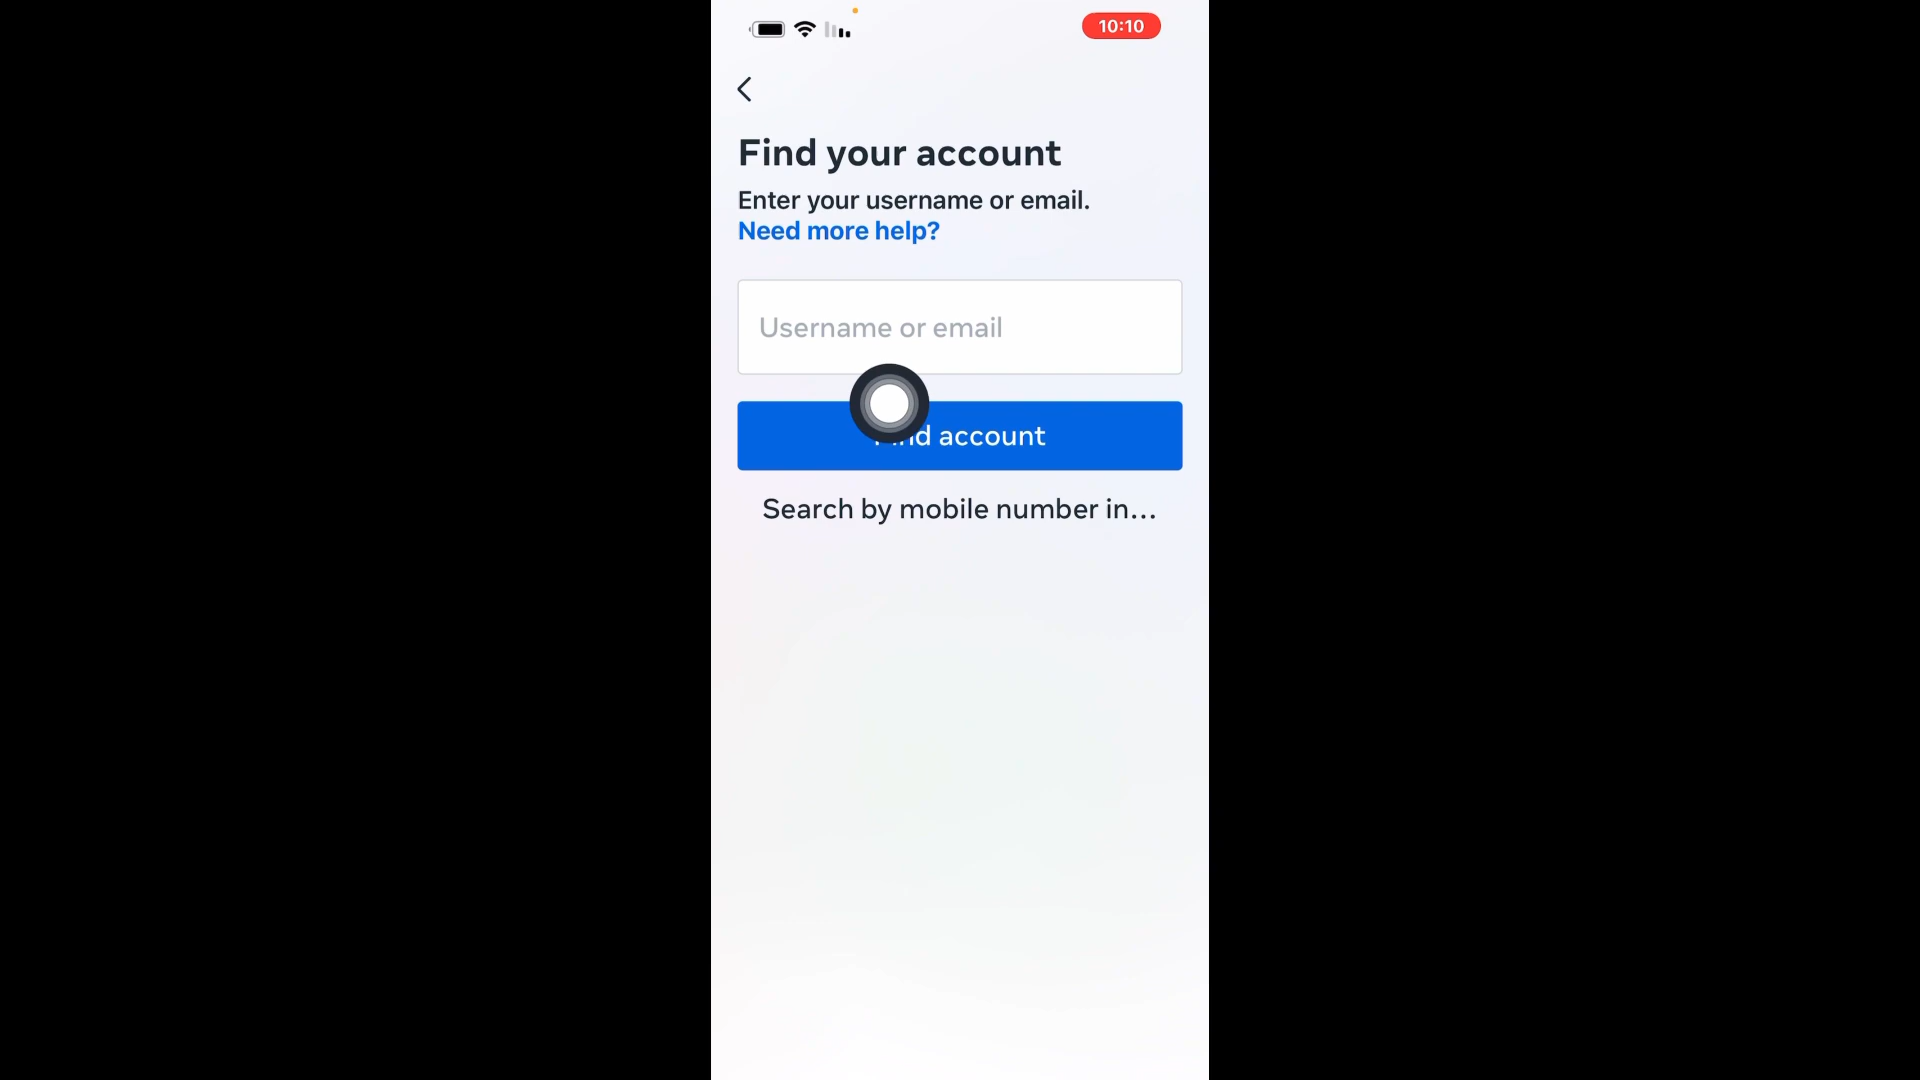 10:10
Find your account
Enter your username or email.
Need more help?
Username or email
Find account
Search by mobile number in...